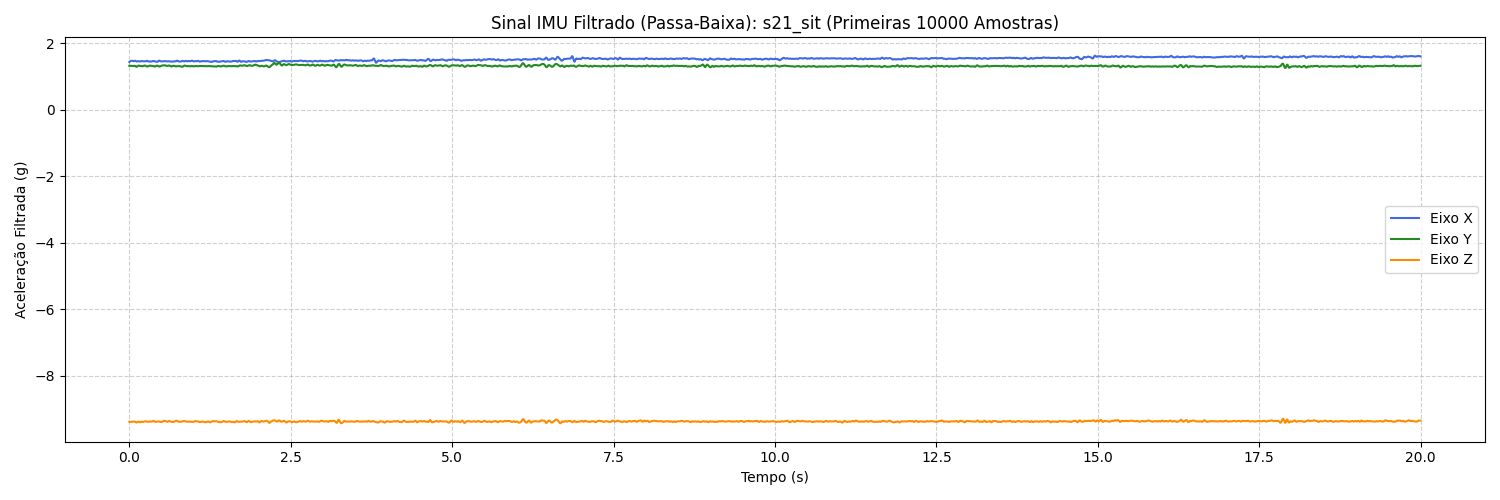 Sinal IMU Filtrado (Passa-Baixa): s21_sit (Primeiras 10000 Amostras)
Aceleração Filtrada (g)
2
0
−2
−4
−6
−8
Eixo X
Eixo Y
Eixo Z
0.0 2.5 5.0 7.5 10.0 12.5 15.0 17.5 20.0
Tempo (s)